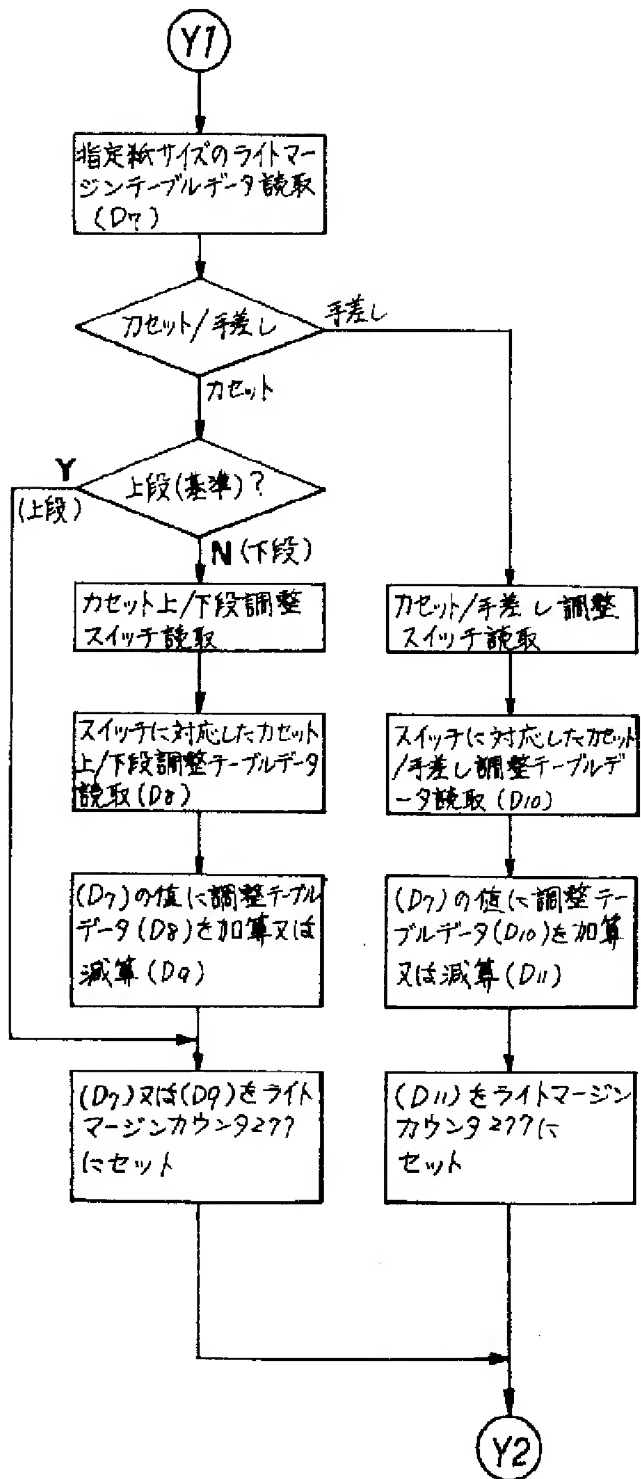 Y1
指定紙サイズのライトマー
ジンテーブルデータ読取
(D7)
カセット/手差し
手差し
カセット
上段(基準)?
Y
(上段)
N(下段)
カセット上/下段調整
スイッチ読取
カセット/手差し調整
スイッチ読取
スイッチに対応したカセット
上/下段調整テーブルデータ
読取(D8)
スイッチに対応したカセット
/手差し調整テーブルデ
ータ読取(D10)
(D7)の値に調整テーブル
データ(D8)を加算又は
減算(D9)
(D7)の値に調整テー
ブルデータ(D10)を加算
又は減算(D11)
(D7)又は(D9)をライト
マージンカウンタ277
にセット
(D11)をライトマージン
カウンタ277に
セット
Y2